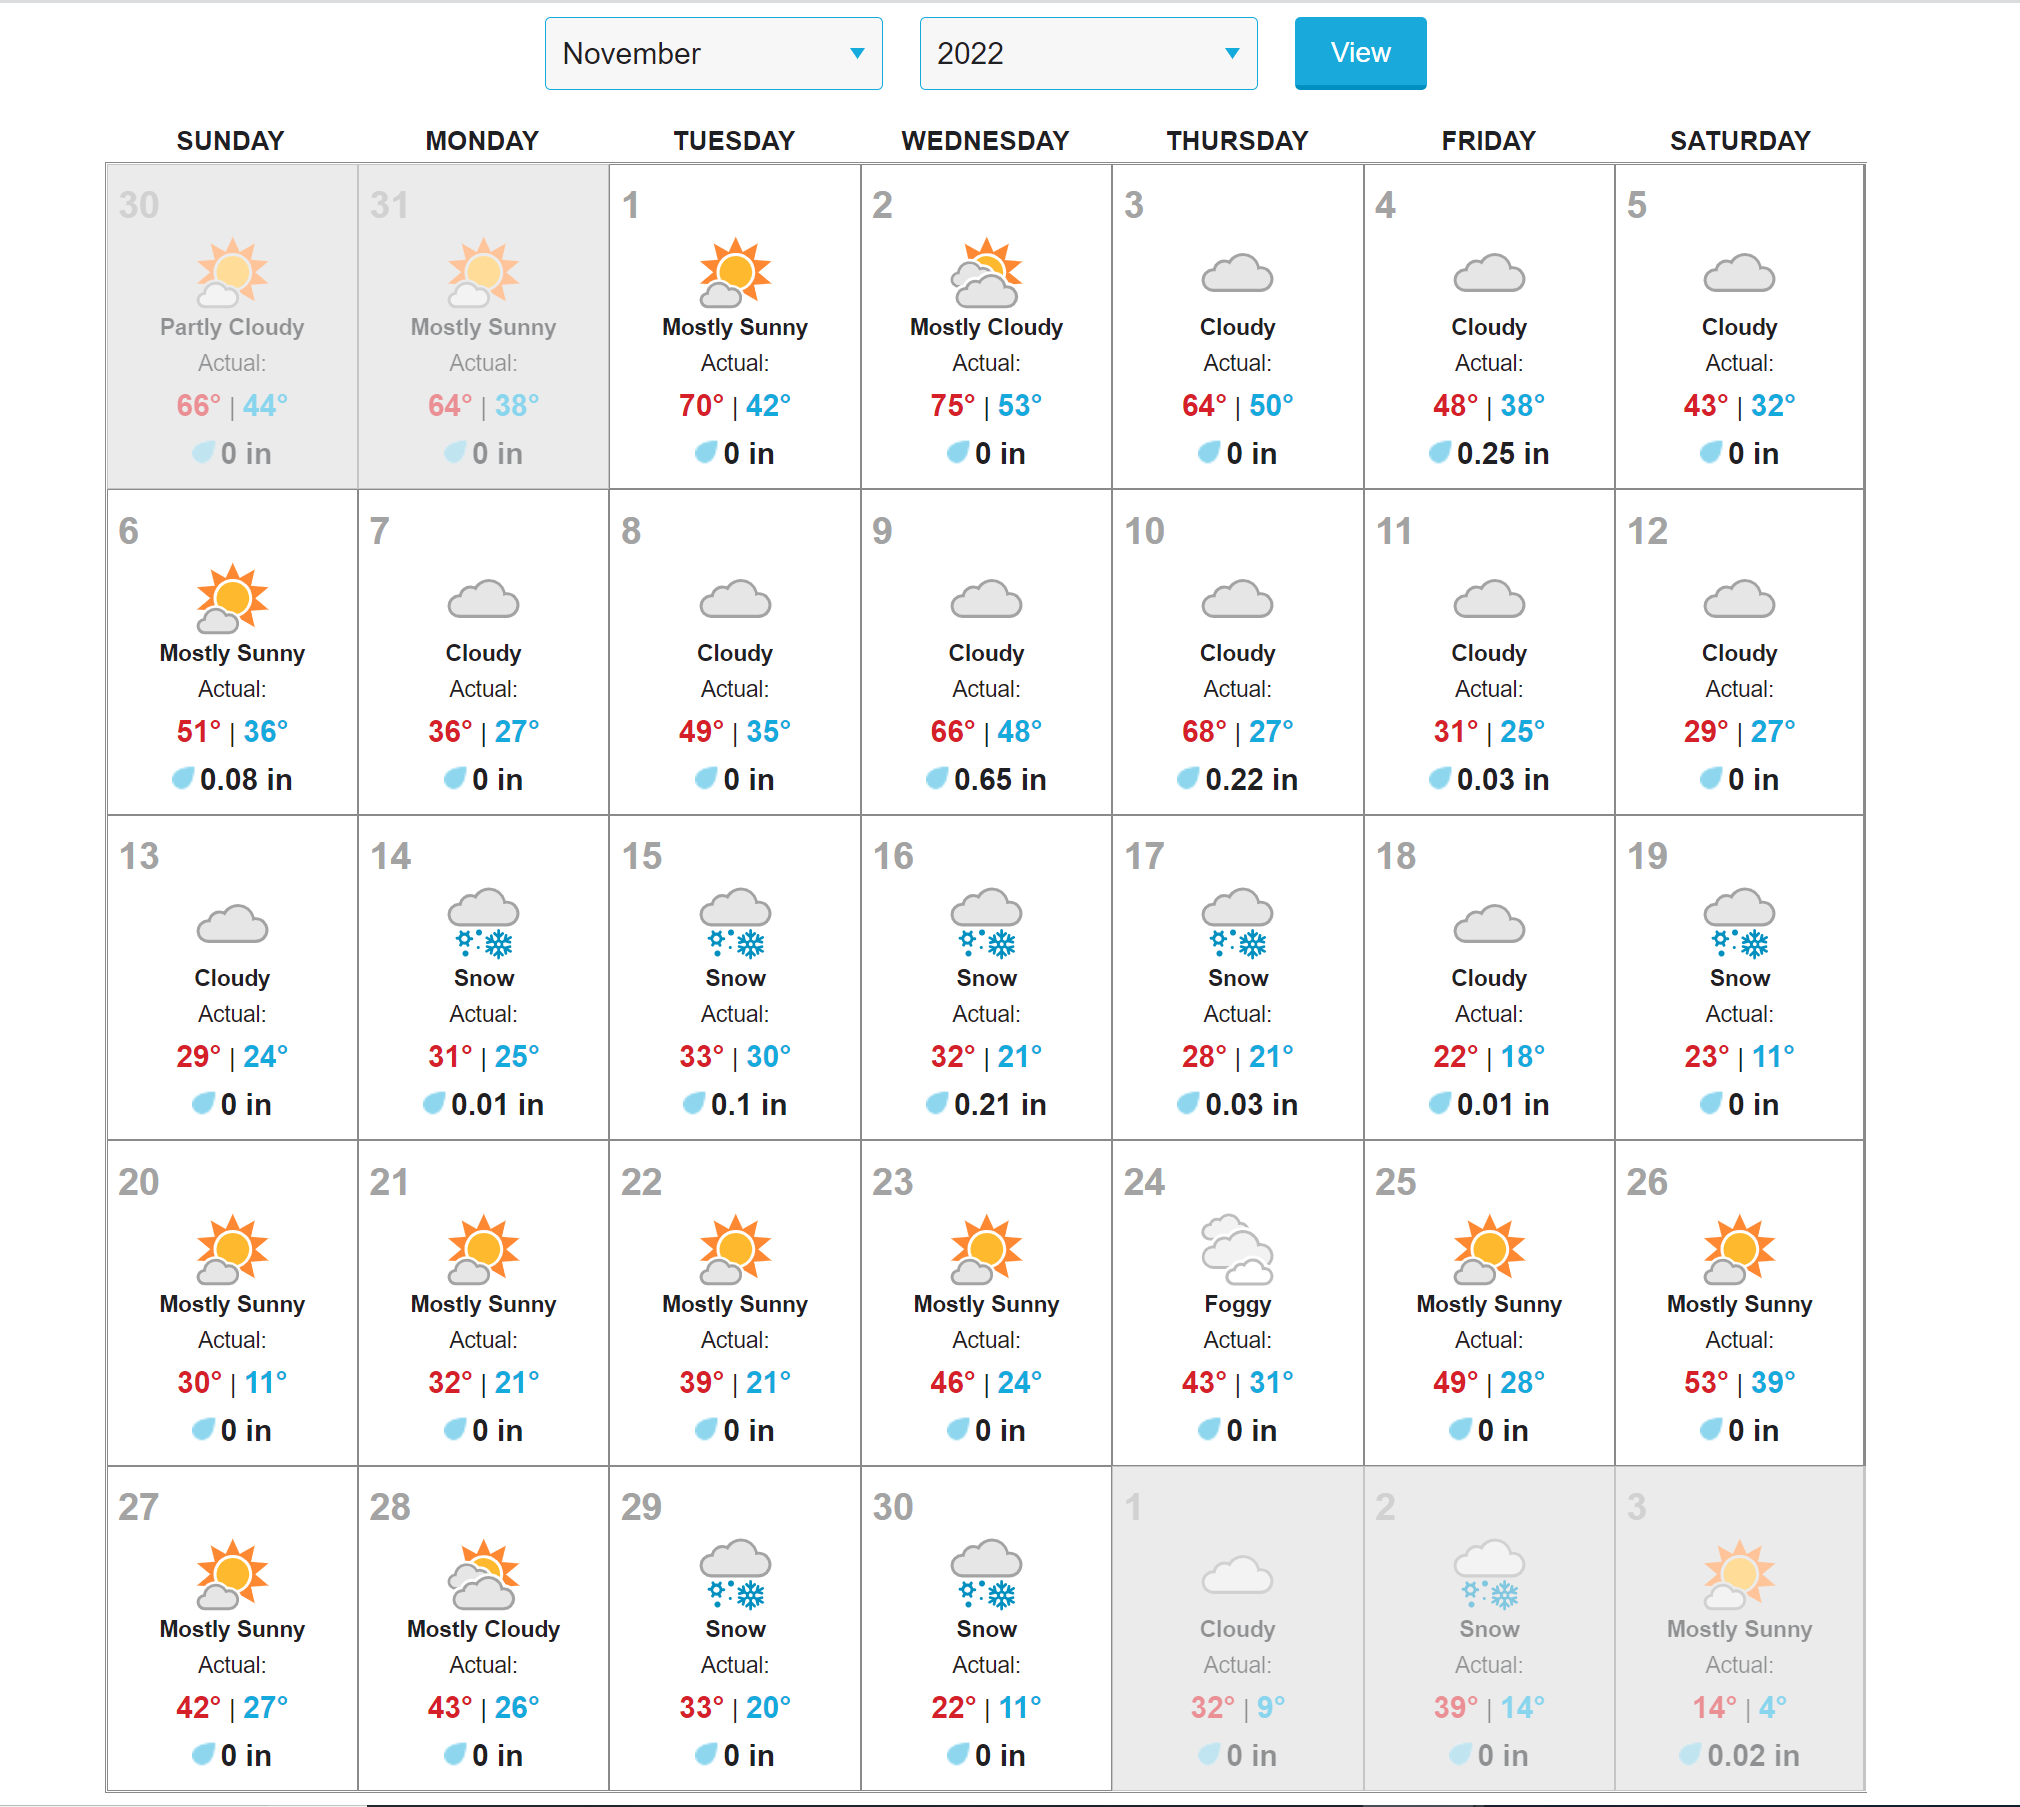 November 2022 View
SUNDAY MONDAY TUESDAY WEDNESDAY THURSDAY FRIDAY SATURDAY
30 31 1 2 3 4 5
Partly Cloudy Mostly Sunny Mostly Sunny Mostly Cloudy Cloudy Cloudy Cloudy
Actual: Actual: Actual: Actual: Actual: Actual: Actual:
66° | 44° 64° | 38° 70° | 42° 75° | 53° 64° | 50° 48° | 38° 43° | 32°
0 in 0 in 0 in 0 in 0 in 0.25 in 0 in
6 7 8 9 10 11 12
Mostly Sunny Cloudy Cloudy Cloudy Cloudy Cloudy Cloudy
Actual: Actual: Actual: Actual: Actual: Actual: Actual:
51° | 36° 36° | 27° 49° | 35° 66° | 48° 68° | 27° 31° | 25° 29° | 27°
0.08 in 0 in 0 in 0.65 in 0.22 in 0.03 in 0 in
13 14 15 16 17 18 19
Cloudy Snow Snow Snow Snow Cloudy Snow
Actual: Actual: Actual: Actual: Actual: Actual: Actual:
29° | 24° 31° | 25° 33° | 30° 32° | 21° 28° | 21° 22° | 18° 23° | 11°
0 in 0.01 in 0.1 in 0.21 in 0.03 in 0.01 in 0 in
20 21 22 23 24 25 26
Mostly Sunny Mostly Sunny Mostly Sunny Mostly Sunny Foggy Mostly Sunny Mostly Sunny
Actual: Actual: Actual: Actual: Actual: Actual: Actual:
30° | 11° 32° | 21° 39° | 21° 46° | 24° 43° | 31° 49° | 28° 53° | 39°
0 in 0 in 0 in 0 in 0 in 0 in 0 in
27 28 29 30 1 2 3
Mostly Sunny Mostly Cloudy Snow Snow Cloudy Snow Mostly Sunny
Actual: Actual: Actual: Actual: Actual: Actual: Actual:
42° | 27° 43° | 26° 33° | 20° 22° | 11° 32° | 9° 39° | 14° 14° | 4°
0 in 0 in 0 in 0 in 0 in 0 in 0.02 in